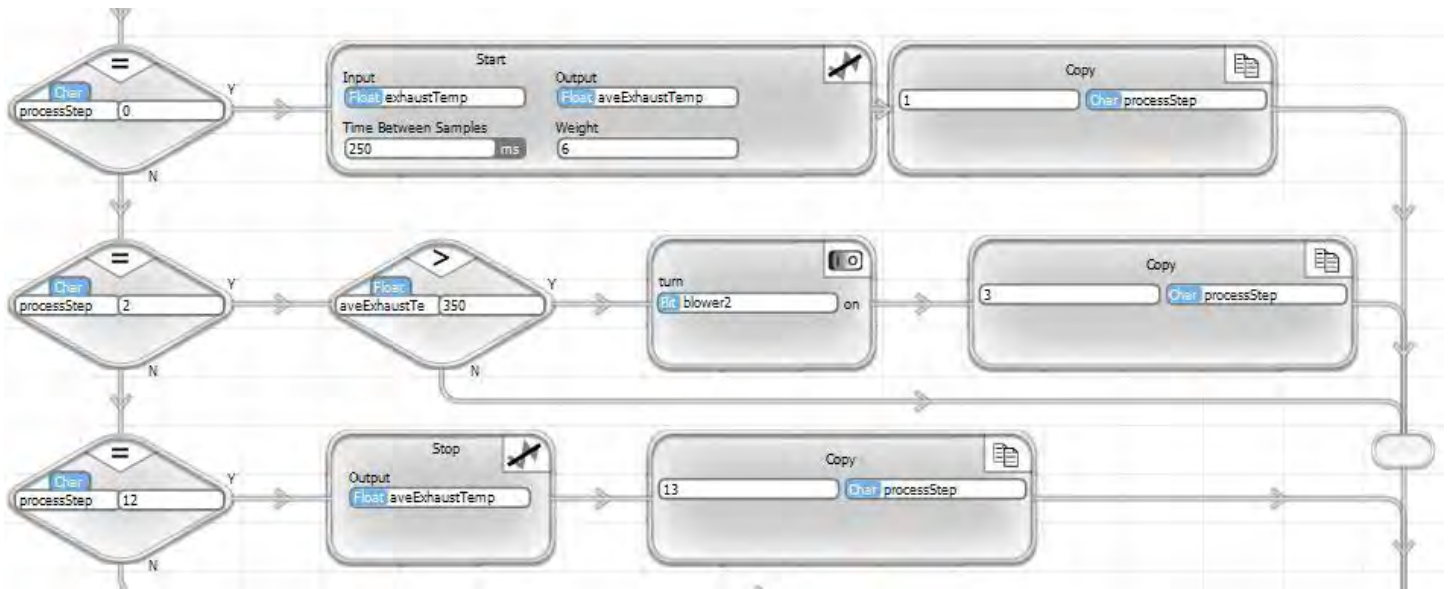 =
Char
processStep 0
Y
N
Start
Input
Float exhaustTemp
Output
Float aveExhaustTemp
Time Between Samples
250 ms
Weight
6
Copy
1 Char processStep
=
Char
processStep 2
Y
N
>
Float
aveExhaustTe 350
Y
N
turn
Bit blower2 on
Copy
3 Char processStep
=
Char
processStep 12
Y
N
Stop
Output
Float aveExhaustTemp
Copy
13 Char processStep